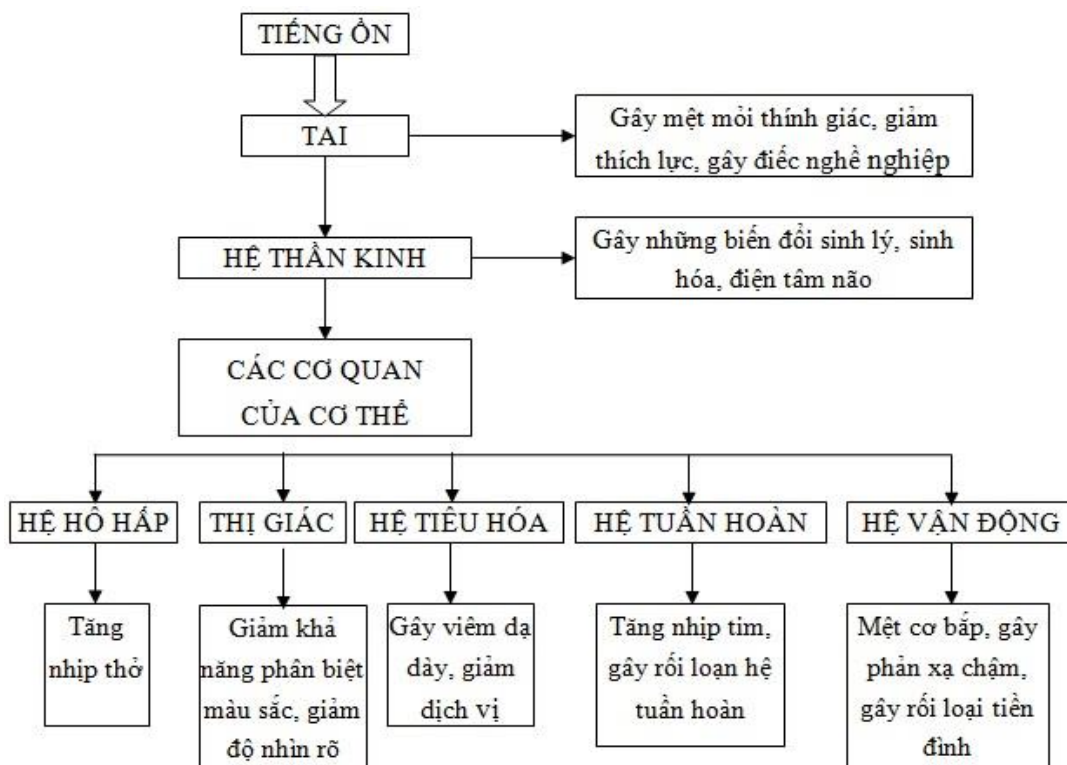 TIẾNG ỒN
TAI
Gây mệt mỏi thính giác, giảm
thích lực, gây điếc nghề nghiệp
HỆ THẦN KINH
Gây những biến đổi sinh lý, sinh
hóa, điện tâm não
CÁC CƠ QUAN
CỦA CƠ THỂ
HỆ HÔ HẤP
THỊ GIÁC
HỆ TIÊU HÓA
HỆ TUẦN HOÀN
HỆ VẬN ĐỘNG
Tăng
nhịp thở
Giảm khả
năng phân biệt
màu sắc, giảm
độ nhìn rõ
Gây viêm dạ
dày, giảm
dịch vị
Tăng nhịp tim,
gây rối loạn hệ
tuần hoàn
Mệt cơ bắp, gây
phản xạ chậm,
gây rối loại tiền
đình